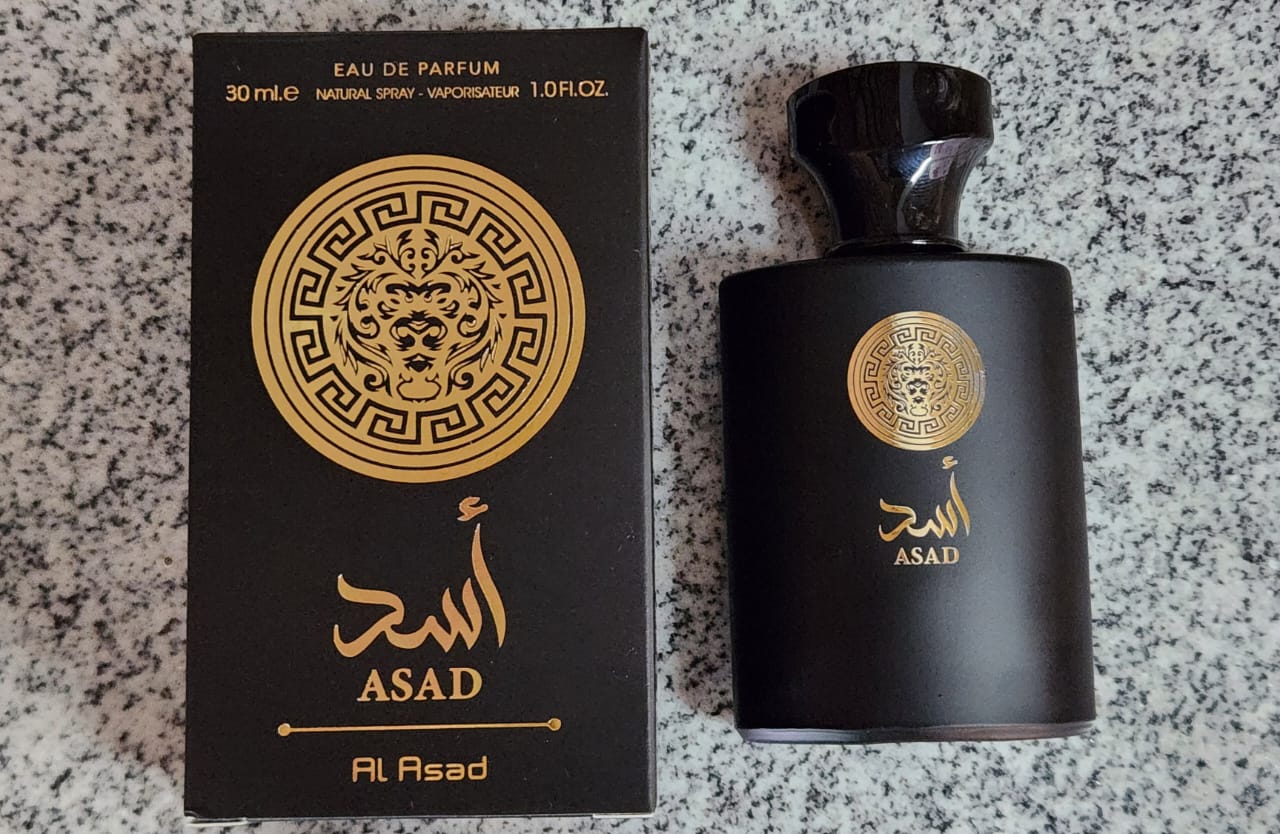 EAU DE PARFUM
30 ml.e NATURAL SPRAY - VAPORISATEUR 1.0 Fl.OZ.
أسد
ASAD
Al Asad
أسد
ASAD